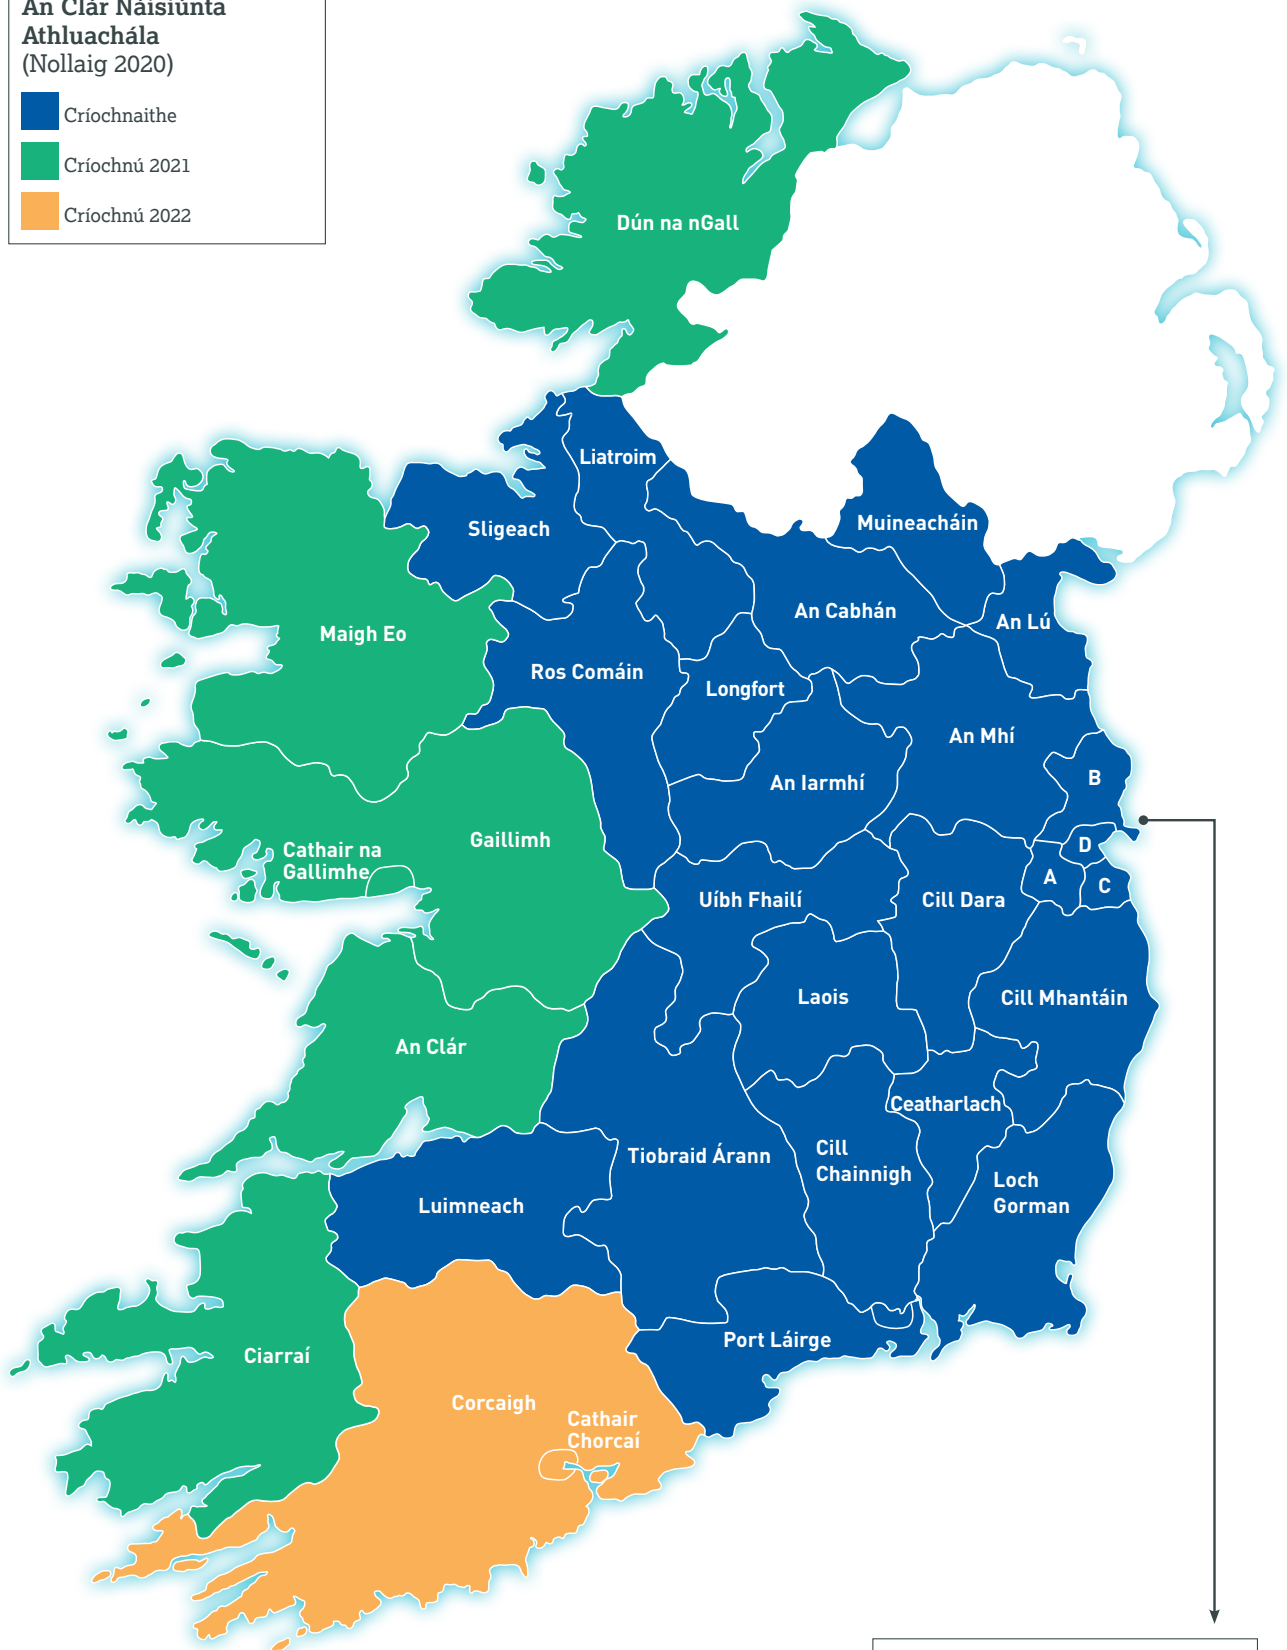 An Clár Náisiúnta
Athluachála
(Nollaig 2020)
Críochnaithe
Críochnú 2021
Críochnú 2022
Dún na nGall
Liatroim
Sligeach
Muineacháin
An Cabhán
An Lú
Maigh Eo
Ros Comáin
Longfort
An Mhí
B
An Iarmhí
Gaillimh
Cathair na
Gallimhe
D
A
C
Uíbh Fhailí
Cill Dara
Laois
Cill Mhantáin
An Clár
Ceatharlach
Tiobraid Árann
Cill
Chainnigh
Loch
Gorman
Luimneach
Port Láirge
Ciarraí
Corcaigh
Cathair
Chorcaí